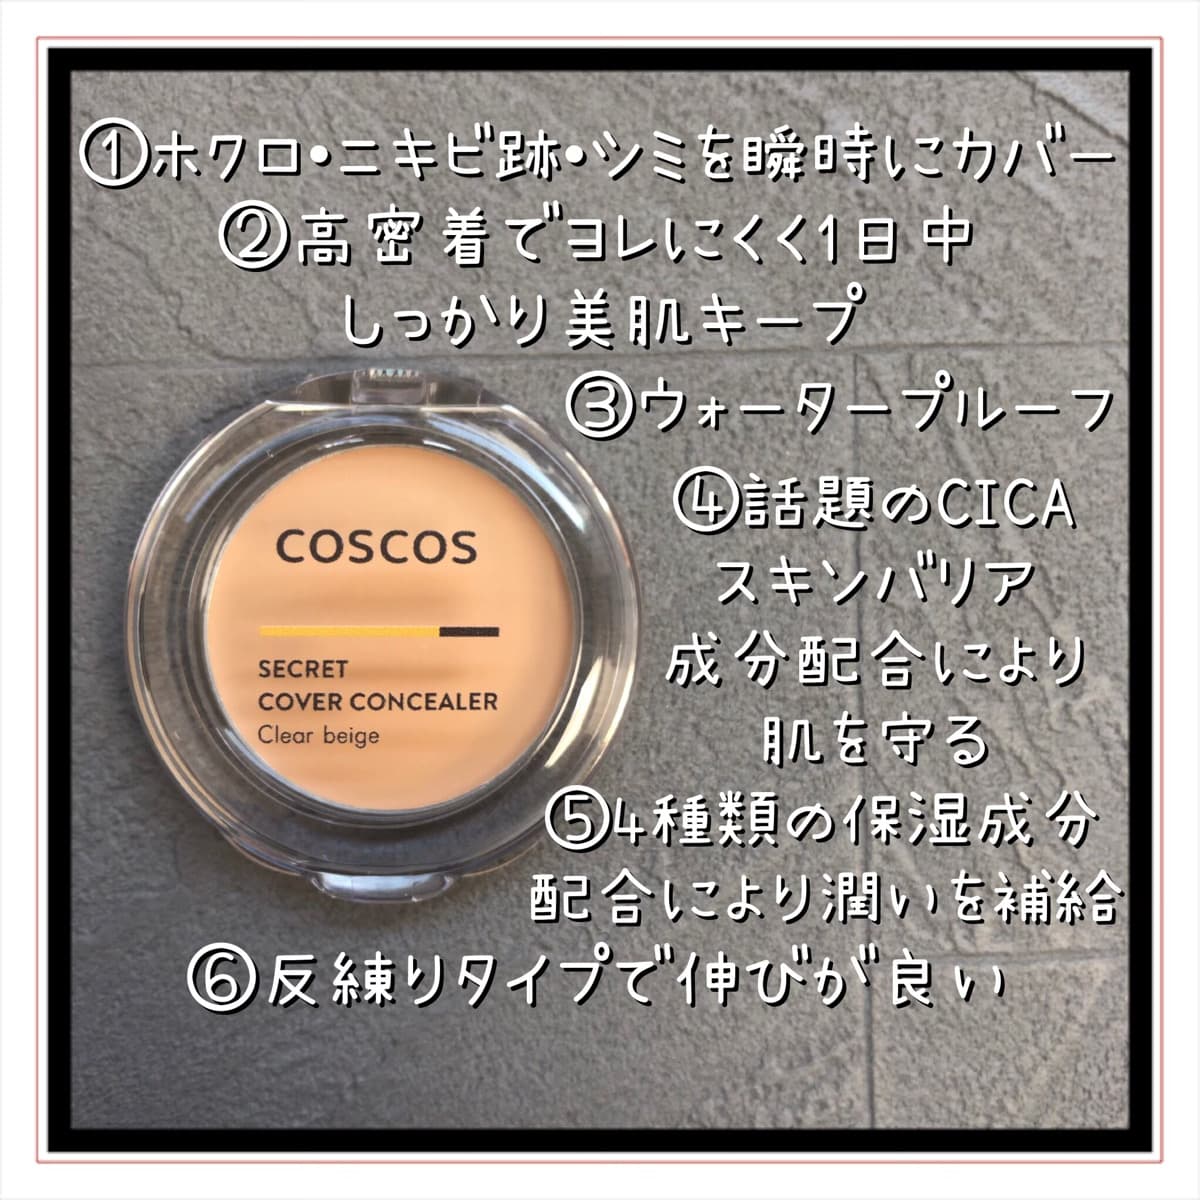 ①ホクロ•ニキビ跡•ツミを瞬時にカバー
②高密着でヨレにくく1日中
しっかり美肌キープ
③ウォータープルーフ
④話題のCICA
スキンバリア
成分配合により
肌を守る
⑤4種類の保湿成分
配合により潤いを補給
⑥反練りタイプで伸びが良い
COSCOS
SECRET
COVER CONCEALER
Clear beige